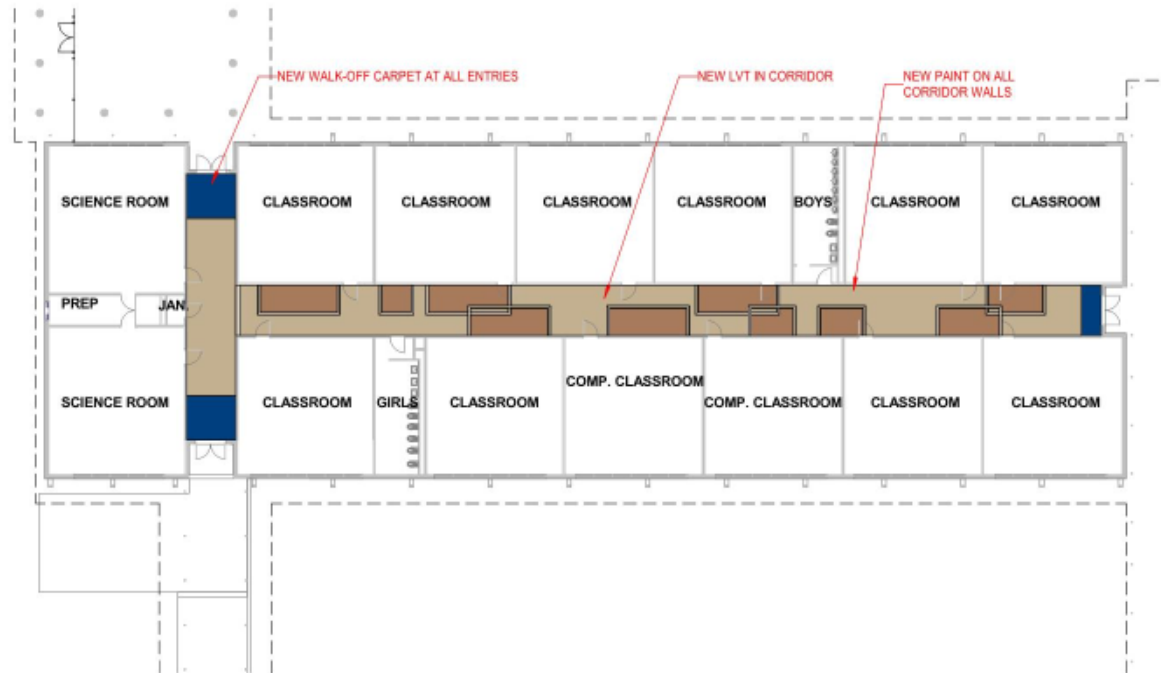 NEW WALK-OFF CARPET AT ALL ENTRIES
NEW LVT IN CORRIDOR
NEW PAINT ON ALL
CORRIDOR WALLS
SCIENCE ROOM
CLASSROOM
CLASSROOM
CLASSROOM
CLASSROOM
BOYS
CLASSROOM
CLASSROOM
PREP
JAN.
SCIENCE ROOM
CLASSROOM
GIRLS
CLASSROOM
COMP. CLASSROOM
COMP. CLASSROOM
CLASSROOM
CLASSROOM